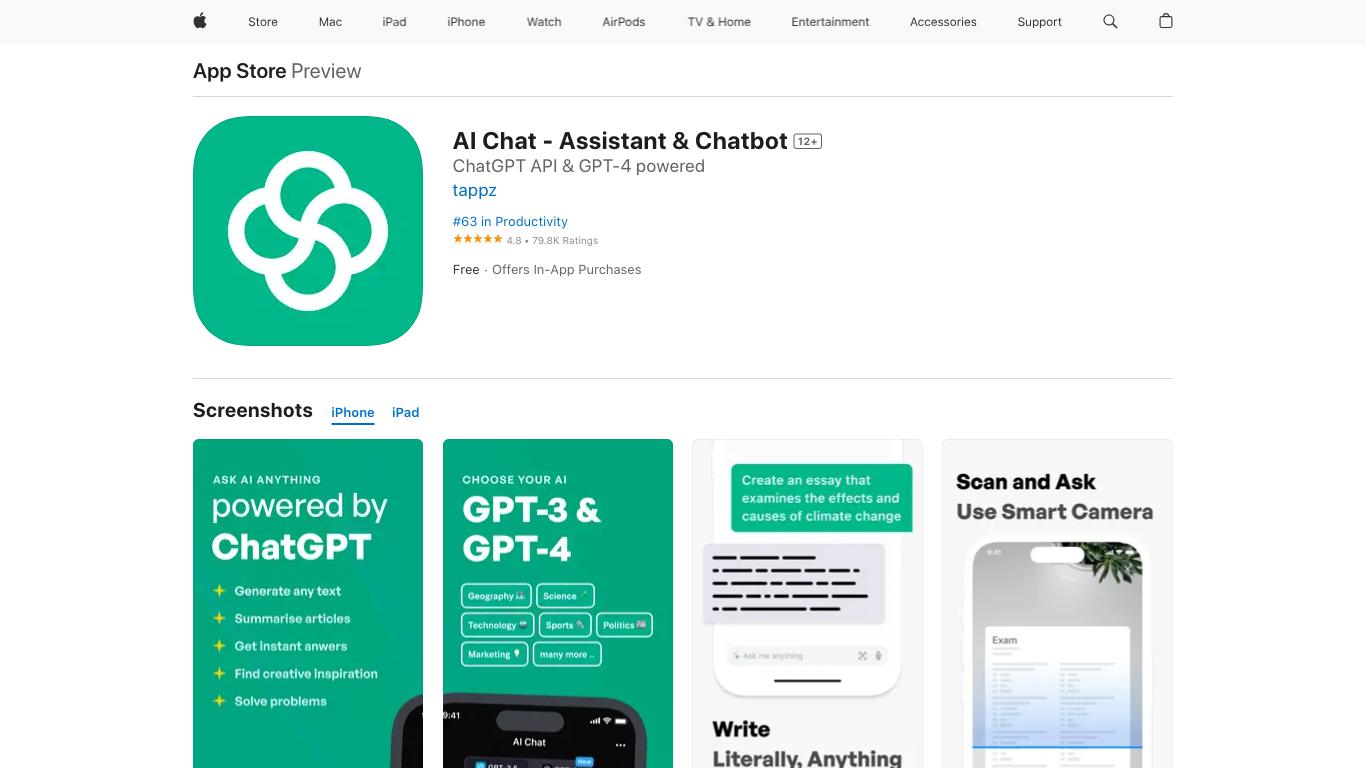 Store Mac iPad iPhone Watch AirPods TV & Home Entertainment Accessories Support
App Store Preview
AI Chat - Assistant & Chatbot 12+
ChatGPT API & GPT-4 powered
tappz
#63 in Productivity
4.8 • 79.8K Ratings
Free · Offers In-App Purchases
Screenshots iPhone iPad
ASK AI ANYTHING
powered by
ChatGPT
Generate any text
Summarise articles
Get instant anwers
Find creative inspiration
Solve problems
CHOOSE YOUR AI
GPT-3 &
GPT-4
Geography Science
Technology Sports Politics
Marketing many more ..
9:41
AI Chat
New
GPT-3.5
Create an essay that
examines the effects and
causes of climate change
Ask me anything
Write
Literally, Anything
Scan and Ask
Use Smart Camera
9:41
Exam